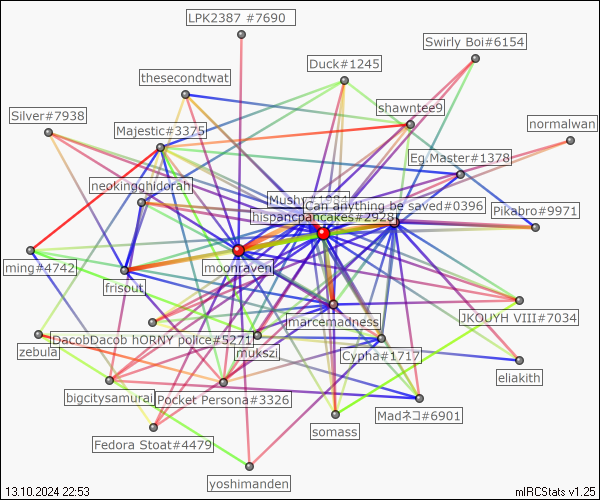 LPK2387 #7690
Swirly Boi#6154
Duck#1245
thesecondtwat
shawntee9
Silver#7938
normalwan
Majestic#3375
Eg.Master#1378
neokingghidorah
Mushy#1984
Can anything be saved#0396
Pikabro#9971
hispancpancakes#2928
ming#4742
moonraven
frisput
JKOUYH VIII#7034
marcemadness
DacobDacob hORNY police#5271
zebula
mukszi
Cypha#1717
eliakith
bigcitysamurai
Pocket Persona#3326
Madネコ#6901
somass
Fedora Stoat#4479
yoshimanden
13.10.2024 22:53
mIRCStats v1.25